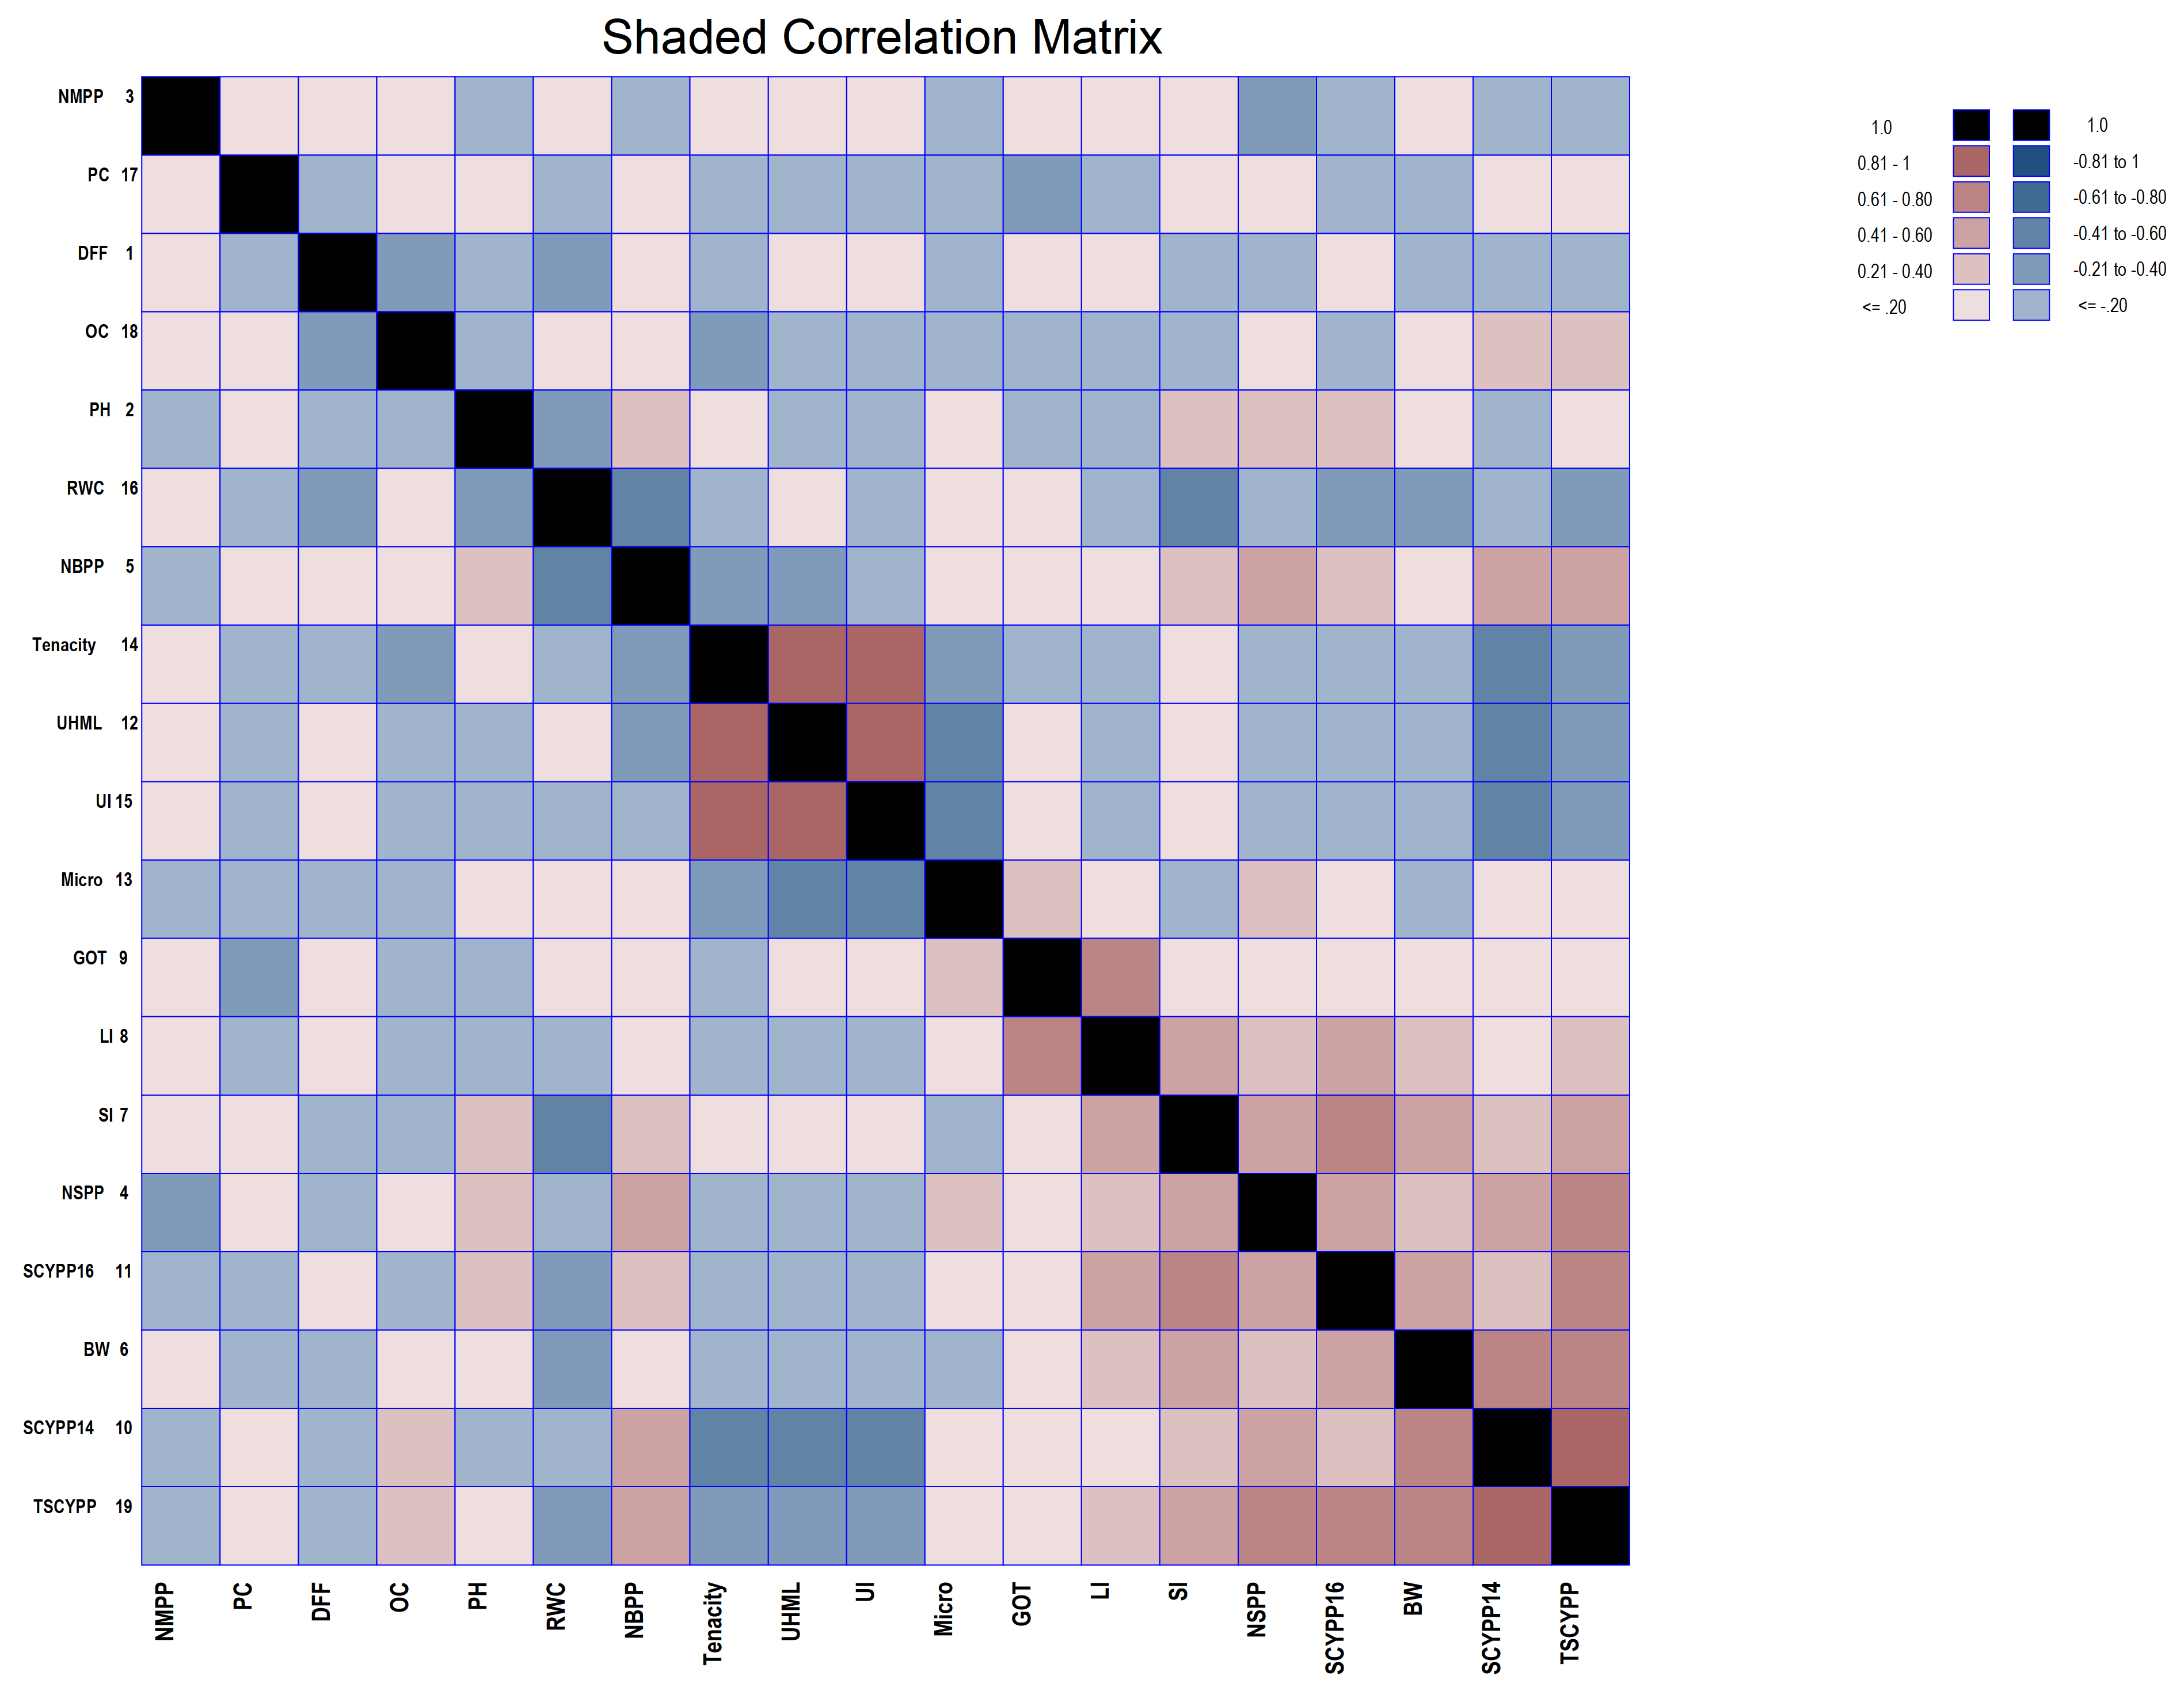 Shaded Correlation Matrix
NMPP 3
PC 17
DFF 1
OC 18
PH 2
RWC 16
NBPP 5
Tenacity 14
UHML 12
UI 15
Micro 13
GOT 9
LI 8
SI 7
NSPP 4
SCYPP16 11
BW 6
SCYPP14 10
TSCYPP 19
NMPP
PC
DFF
OC
PH
RWC
NBPP
Tenacity
UHML
UI
Micro
GOT
LI
SI
NSPP
SCYPP16
BW
SCYPP14
TSCYPP
1.0 1.0
0.81 - 1 -0.81 to 1
0.61 - 0.80 -0.61 to -0.80
0.41 - 0.60 -0.41 to -0.60
0.21 - 0.40 -0.21 to -0.40
<= .20 <= -.20